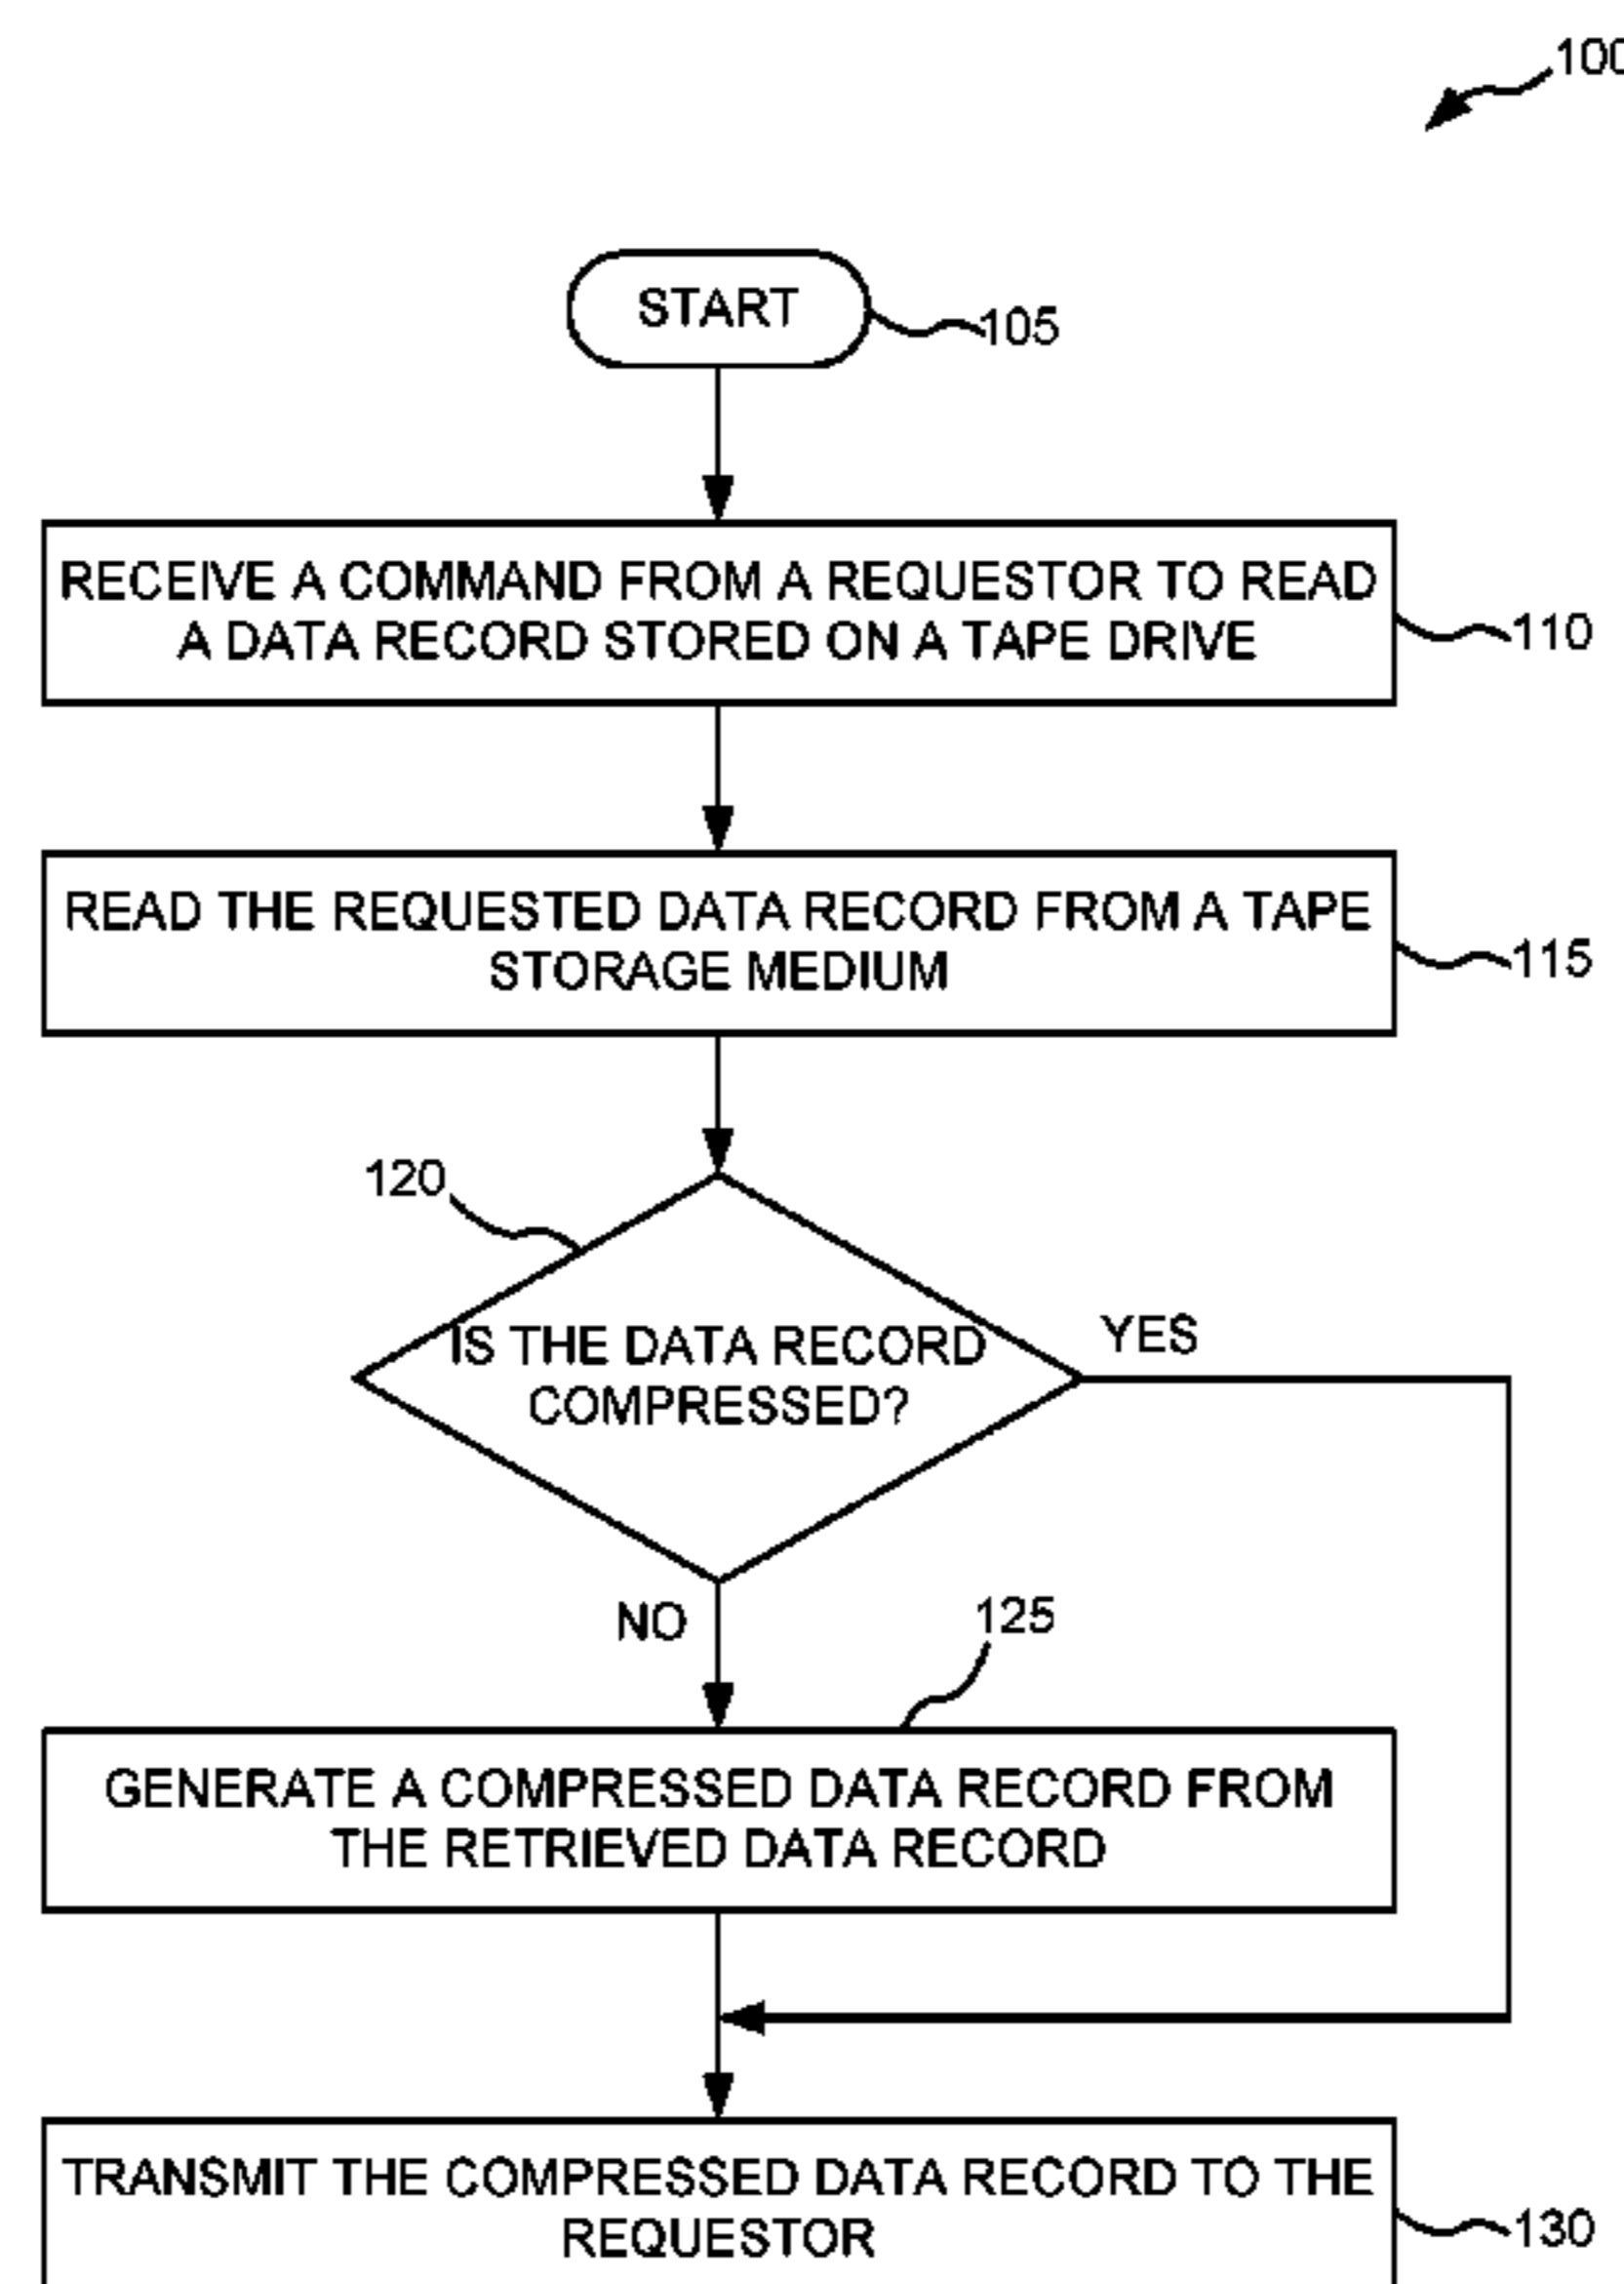 100
START
105
RECEIVE A COMMAND FROM A REQUESTOR TO READ
A DATA RECORD STORED ON A TAPE DRIVE
110
READ THE REQUESTED DATA RECORD FROM A TAPE
STORAGE MEDIUM
115
120
IS THE DATA RECORD
COMPRESSED?
YES
NO
125
GENERATE A COMPRESSED DATA RECORD FROM
THE RETRIEVED DATA RECORD
TRANSMIT THE COMPRESSED DATA RECORD TO THE
REQUESTOR
130